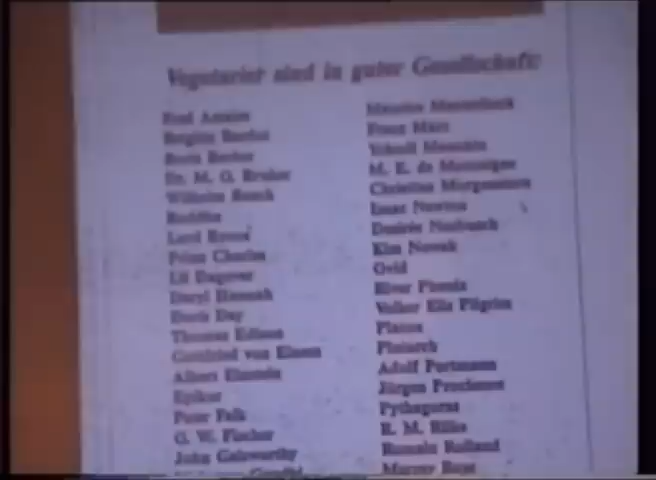 Vegetarier sind in guter Gesellschaft:
Brigitte Bardot
Boris Becker
Dr. M. O. Bruker
Wilhelm Busch
Buddha
Lord Byron
Prinz Charles
Lil Dagover
Daryl Hannah
Doris Day
Thomas Edison
Gottfried von Einem
Albert Einstein
Epikur
Peter Falk
G. W. Fischer
John Galsworthy
Gandhi
Maurice Maeterlinck
Franz Marc
Yehudi Menuhin
M. E. de Montaigne
Christian Morgenstern
Isaac Newton
Desirée Nosbusch
Kim Novak
Ovid
River Phoenix
Volker Elis Pilgrim
Platon
Plutarch
Adolf Portmann
Jürgen Prochnow
Pythagoras
R. M. Rilke
Romain Rolland